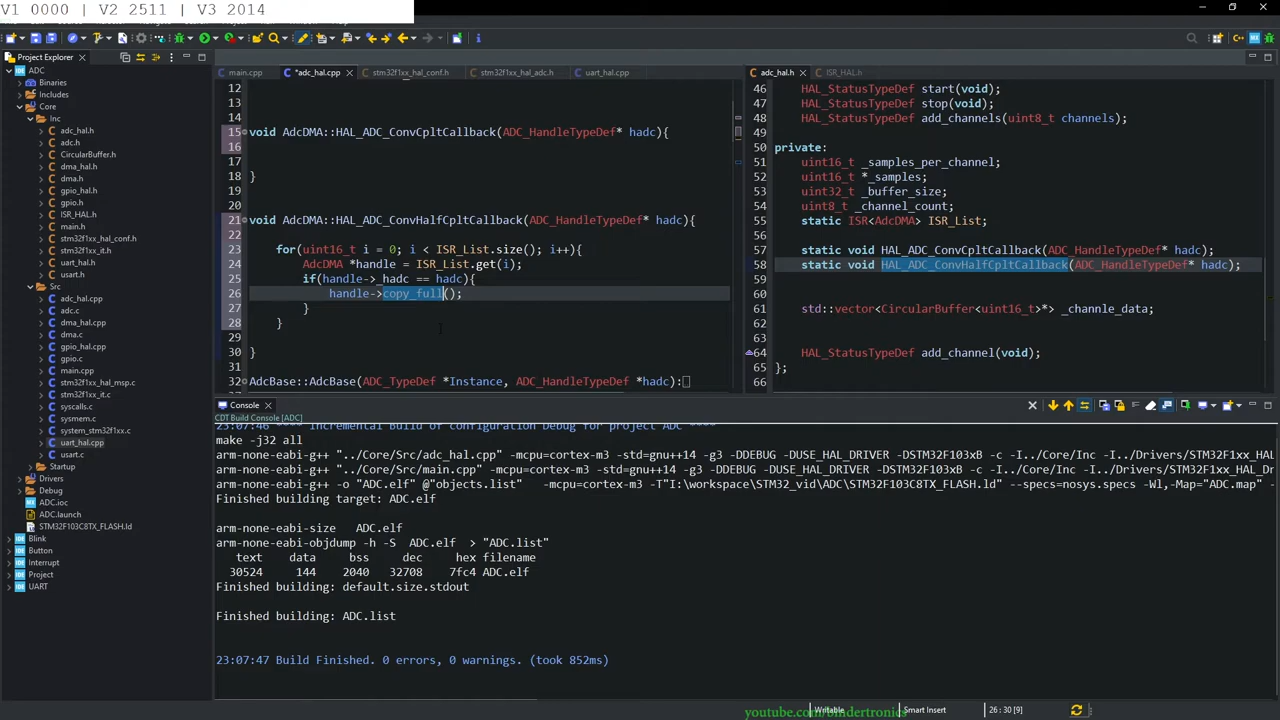 V1 0000 | V2 2511 | V3 2014
Project Explorer
ADC
Binaries
Includes
Core
Inc
adc_hal.h
adc.h
CircularBuffer.h
dma_hal.h
dma.h
gpio_hal.h
gpio.h
ISR_HAL.h
main.h
stm32f1xx_hal_conf.h
stm32f1xx_it.h
uart_hal.h
usart.h
Src
adc_hal.cpp
adc.c
dma_hal.cpp
dma.c
gpio_hal.cpp
gpio.c
main.cpp
stm32f1xx_hal_msp.c
stm32f1xx_it.c
syscalls.c
sysmem.c
system_stm32f1xx.c
uart_hal.cpp
usart.c
Startup
Drivers
Debug
ADC.ioc
ADC.launch
STM32F103C8TX_FLASH.ld
Blink
Button
Interrupt
Project
UART
main.cpp
*adc_hal.cpp
stm32f1xx_hal_conf.h
stm32f1xx_hal_adc.h
uart_hal.cpp
12
13
14
15 void AdcDMA::HAL_ADC_ConvCpltCallback(ADC_HandleTypeDef* hadc){
16
17
18 }
19
20
21 void AdcDMA::HAL_ADC_ConvHalfCpltCallback(ADC_HandleTypeDef* hadc){
22
23 for(uint16_t i = 0; i < ISR_List.size(); i++){
24 AdcDMA *handle = ISR_List.get(i);
25 if(handle->_hadc == hadc){
26 handle->copy_full();
27 }
28 }
29
30 }
31
32 AdcBase::AdcBase(ADC_TypeDef *Instance, ADC_HandleTypeDef *hadc):
adc_hal.h
ISR_HAL.h
46 HAL_StatusTypeDef start(void);
47 HAL_StatusTypeDef stop(void);
48 HAL_StatusTypeDef add_channels(uint8_t channels);
49
50 private:
51 uint16_t _samples_per_channel;
52 uint16_t *_samples;
53 uint32_t _buffer_size;
54 uint8_t _channel_count;
55 static ISR<AdcDMA> ISR_List;
56
57 static void HAL_ADC_ConvCpltCallback(ADC_HandleTypeDef* hadc);
58 static void HAL_ADC_ConvHalfCpltCallback(ADC_HandleTypeDef* hadc);
59
60
61 std::vector<CircularBuffer<uint16_t>*> _channle_data;
62
63
64 HAL_StatusTypeDef add_channel(void);
65 };
66
Console
CDT Build Console [ADC]
23:07:46 **** Incremental Build of configuration Debug for project ADC ****
make -j32 all
arm-none-eabi-g++ "../Core/Src/adc_hal.cpp" -mcpu=cortex-m3 -std=gnu++14 -g3 -DDEBUG -DUSE_HAL_DRIVER -DSTM32F103xB -c -I../Core/Inc -I../Drivers/STM32F1xx_HAL
arm-none-eabi-g++ "../Core/Src/main.cpp" -mcpu=cortex-m3 -std=gnu++14 -g3 -DDEBUG -DUSE_HAL_DRIVER -DSTM32F103xB -c -I../Core/Inc -I../Drivers/STM32F1xx_HAL_Dr
arm-none-eabi-g++ -o "ADC.elf" @"objects.list" -mcpu=cortex-m3 -T"I:\workspace\STM32_vid\ADC\STM32F103C8TX_FLASH.ld" --specs=nosys.specs -Wl,-Map="ADC.map" -
Finished building target: ADC.elf
arm-none-eabi-size ADC.elf
arm-none-eabi-objdump -h -S ADC.elf > "ADC.list"
text data bss dec hex filename
30524 144 2040 32708 7fc4 ADC.elf
Finished building: default.size.stdout
Finished building: ADC.list
23:07:47 Build Finished. 0 errors, 0 warnings. (took 852ms)
youtube.com/bindertronics
Writable
Smart Insert
26 : 30 [9]